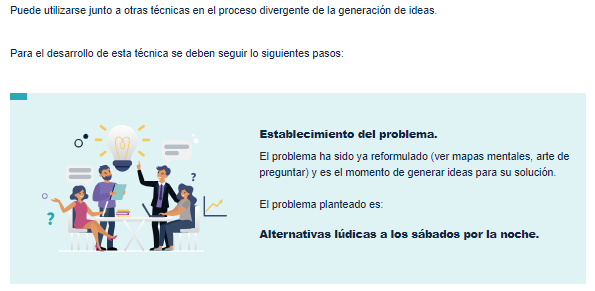 Puede utilizarse junto a otras técnicas en el proceso divergente de la generación de ideas.
Para el desarrollo de esta técnica se deben seguir lo siguientes pasos:
Establecimiento del problema.
El problema ha sido ya reformulado (ver mapas mentales, arte de
preguntar) y es el momento de generar ideas para su solución.
El problema planteado es:
Alternativas lúdicas a los sábados por la noche.